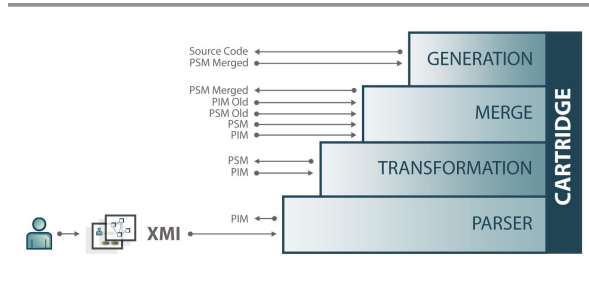 Source Code
PSM Merged
GENERATION
PSM Merged
PIM Old
PSM Old
PSM
PIM
MERGE
PSM
PIM
TRANSFORMATION
PIM
XMI
PARSER
CARTRIDGE